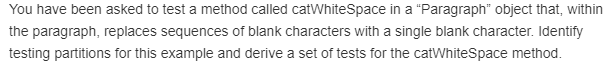 You have been asked to test a method called catWhiteSpace in a “Paragraph” object that, within
the paragraph, replaces sequences of blank characters with a single blank character. Identify
testing partitions for this example and derive a set of tests for the catWhiteSpace method.